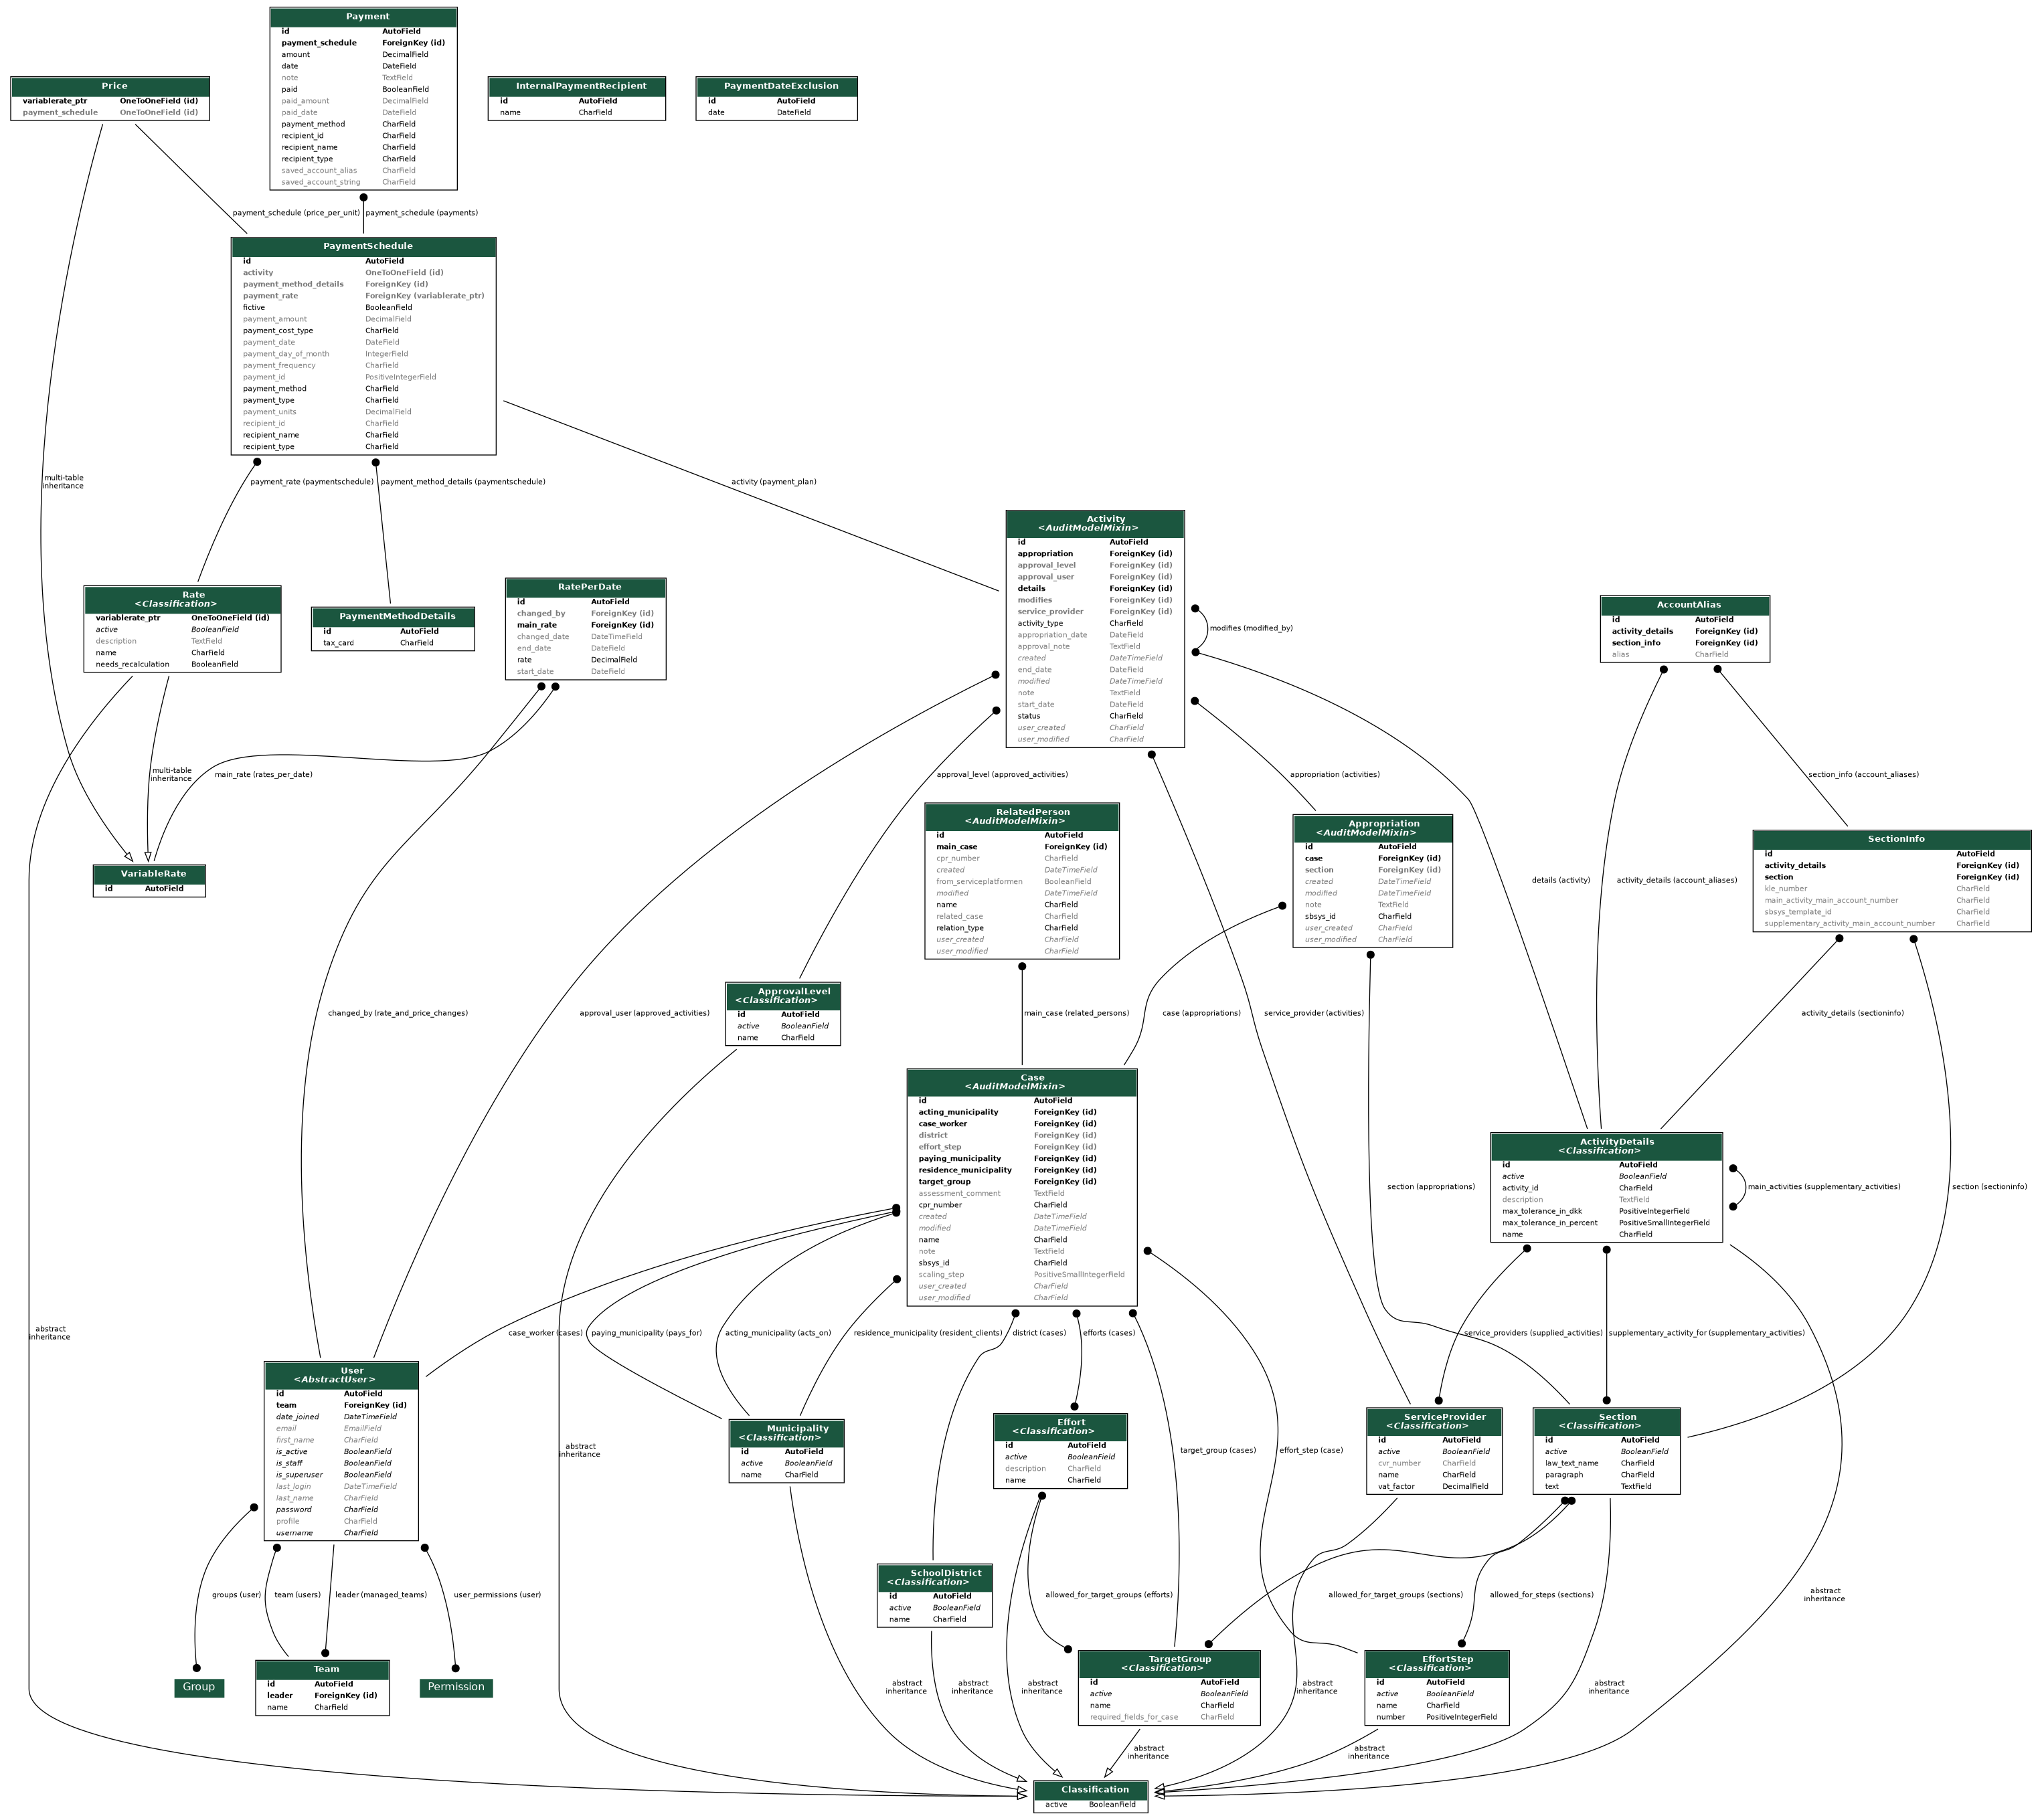 Payment
id AutoField
payment_schedule ForeignKey (id)
amount DecimalField
date DateField
note TextField
paid BooleanField
paid_amount DecimalField
paid_date DateField
payment_method CharField
recipient_id CharField
recipient_name CharField
recipient_type CharField
saved_account_alias CharField
saved_account_string CharField
Price
variablerate_ptr OneToOneField (id)
payment_schedule OneToOneField (id)
InternalPaymentRecipient
id AutoField
name CharField
PaymentDateExclusion
id AutoField
date DateField
payment_schedule (price_per_unit)
payment_schedule (payments)
PaymentSchedule
id AutoField
activity OneToOneField (id)
payment_method_details ForeignKey (id)
payment_rate ForeignKey (variablerate_ptr)
fictive BooleanField
payment_amount DecimalField
payment_cost_type CharField
payment_date DateField
payment_day_of_month IntegerField
payment_frequency CharField
payment_id PositiveIntegerField
payment_method CharField
payment_type CharField
payment_units DecimalField
recipient_id CharField
recipient_name CharField
recipient_type CharField
multi-table
inheritance
payment_rate (paymentschedule)
payment_method_details (paymentschedule)
activity (payment_plan)
Activity
<AuditModelMixin>
id AutoField
appropriation ForeignKey (id)
approval_level ForeignKey (id)
approval_user ForeignKey (id)
details ForeignKey (id)
modifies ForeignKey (id)
service_provider ForeignKey (id)
activity_type CharField
appropriation_date DateField
approval_note TextField
created DateTimeField
end_date DateField
modified DateTimeField
note TextField
start_date DateField
status CharField
user_created CharField
user_modified CharField
modifies (modified_by)
Rate
<Classification>
variablerate_ptr OneToOneField (id)
active BooleanField
description TextField
name CharField
needs_recalculation BooleanField
PaymentMethodDetails
id AutoField
tax_card CharField
RatePerDate
id AutoField
changed_by ForeignKey (id)
main_rate ForeignKey (id)
changed_date DateTimeField
end_date DateField
rate DecimalField
start_date DateField
AccountAlias
id AutoField
activity_details ForeignKey (id)
section_info ForeignKey (id)
alias CharField
multi-table
inheritance
main_rate (rates_per_date)
approval_level (approved_activities)
appropriation (activities)
section_info (account_aliases)
VariableRate
id AutoField
RelatedPerson
<AuditModelMixin>
id AutoField
main_case ForeignKey (id)
cpr_number CharField
created DateTimeField
from_serviceplatformen BooleanField
modified DateTimeField
name CharField
related_case CharField
relation_type CharField
user_created CharField
user_modified CharField
Appropriation
<AuditModelMixin>
id AutoField
case ForeignKey (id)
section ForeignKey (id)
created DateTimeField
modified DateTimeField
note TextField
sbsys_id CharField
user_created CharField
user_modified CharField
details (activity)
activity_details (account_aliases)
SectionInfo
id AutoField
activity_details ForeignKey (id)
section ForeignKey (id)
kle_number CharField
main_activity_main_account_number CharField
sbsys_template_id CharField
supplementary_activity_main_account_number CharField
ApprovalLevel
<Classification>
id AutoField
active BooleanField
name CharField
changed_by (rate_and_price_changes)
approval_user (approved_activities)
main_case (related_persons)
case (appropriations)
service_provider (activities)
activity_details (sectioninfo)
Case
<AuditModelMixin>
id AutoField
acting_municipality ForeignKey (id)
case_worker ForeignKey (id)
district ForeignKey (id)
effort_step ForeignKey (id)
paying_municipality ForeignKey (id)
residence_municipality ForeignKey (id)
target_group ForeignKey (id)
assessment_comment TextField
cpr_number CharField
created DateTimeField
modified DateTimeField
name CharField
note TextField
sbsys_id CharField
scaling_step PositiveSmallIntegerField
user_created CharField
user_modified CharField
section (appropriations)
ActivityDetails
<Classification>
id AutoField
active BooleanField
activity_id CharField
description TextField
max_tolerance_in_dkk PositiveIntegerField
max_tolerance_in_percent PositiveSmallIntegerField
name CharField
main_activities (supplementary_activities)
section (sectioninfo)
abstract
inheritance
case_worker (cases)
paying_municipality (pays_for)
acting_municipality (acts_on)
residence_municipality (resident_clients)
district (cases)
efforts (cases)
service_providers (supplied_activities)
supplementary_activity_for (supplementary_activities)
User
<AbstractUser>
id AutoField
team ForeignKey (id)
date_joined DateTimeField
email EmailField
first_name CharField
is_active BooleanField
is_staff BooleanField
is_superuser BooleanField
last_login DateTimeField
last_name CharField
password CharField
profile CharField
username CharField
abstract
inheritance
Municipality
<Classification>
id AutoField
active BooleanField
name CharField
Effort
<Classification>
id AutoField
active BooleanField
description CharField
name CharField
target_group (cases)
effort_step (case)
ServiceProvider
<Classification>
id AutoField
active BooleanField
cvr_number CharField
name CharField
vat_factor DecimalField
Section
<Classification>
id AutoField
active BooleanField
law_text_name CharField
paragraph CharField
text TextField
SchoolDistrict
<Classification>
id AutoField
active BooleanField
name CharField
groups (user)
team (users)
leader (managed_teams)
user_permissions (user)
allowed_for_target_groups (efforts)
allowed_for_target_groups (sections)
allowed_for_steps (sections)
abstract
inheritance
Group
Team
id AutoField
leader ForeignKey (id)
name CharField
Permission
abstract
inheritance
abstract
inheritance
abstract
inheritance
TargetGroup
<Classification>
id AutoField
active BooleanField
name CharField
required_fields_for_case CharField
abstract
inheritance
EffortStep
<Classification>
id AutoField
active BooleanField
name CharField
number PositiveIntegerField
abstract
inheritance
abstract
inheritance
abstract
inheritance
Classification
active BooleanField